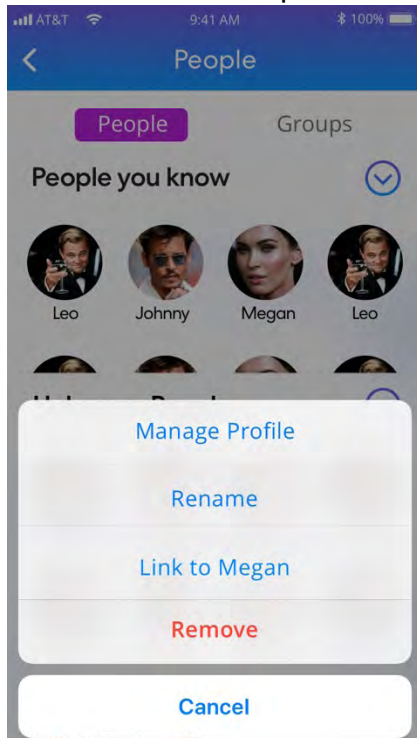 AT&T 9:41 AM 100%
People
People Groups
People you know
Leo Johnny Megan Leo
Manage Profile
Rename
Link to Megan
Remove
Cancel